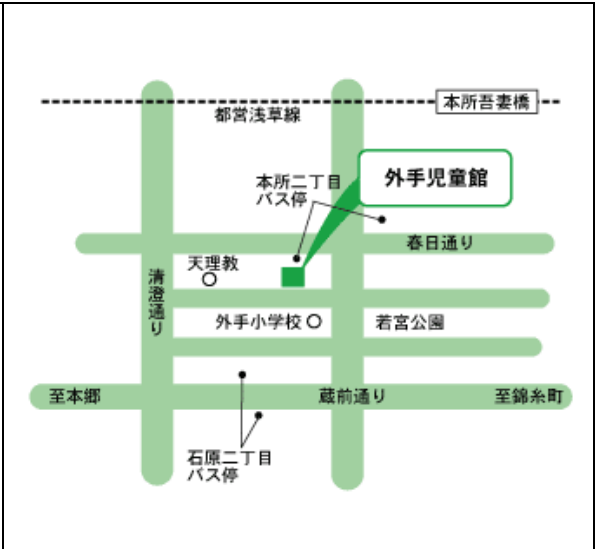 本所吾妻橋
都営浅草線
本所二丁目
バス停
外手児童館
春日通り
天理教
清澄通り
外手小学校
若宮公園
至本郷
蔵前通り
至錦糸町
石原二丁目
バス停